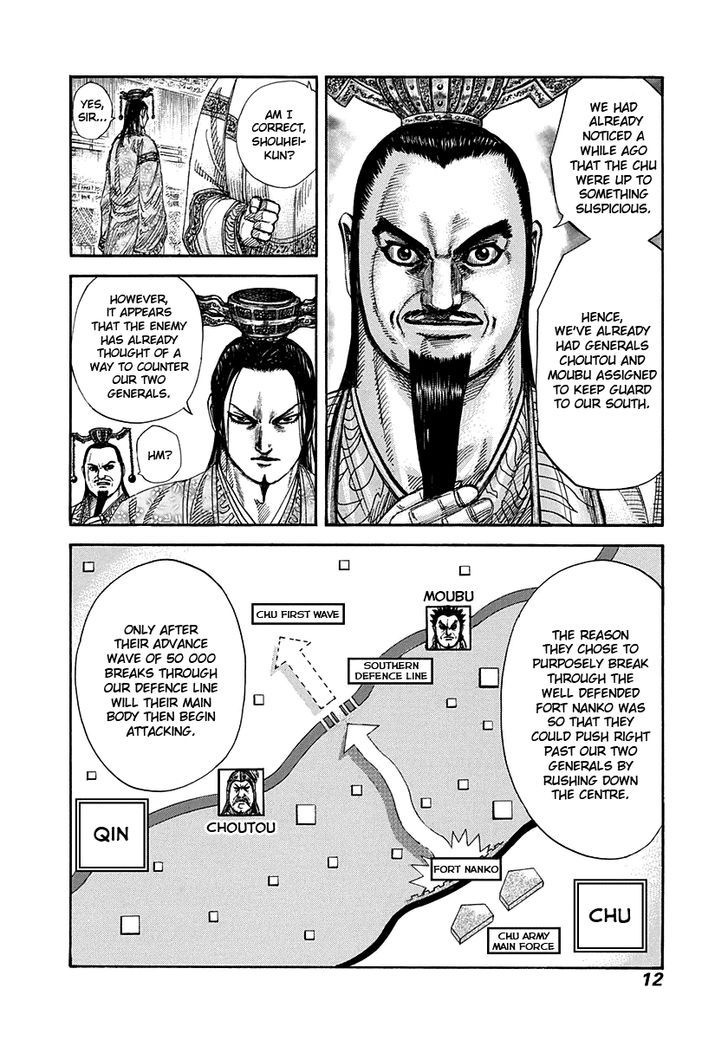 WE HAD
ALREADY
NOTICED A
WHILE AGO
THAT THE CHU
WERE UP TO
SOMETHING
SUSPICIOUS.
HENCE,
WE'VE ALREADY
HAD GENERALS
CHOUTOU AND
MOUBU ASSIGNED
TO KEEP GUARD
TO OUR SOUTH.
AM I
CORRECT,
SHOUHEI-
KUN?
YES,
SIR...
HOWEVER,
IT APPEARS
THAT THE ENEMY
HAS ALREADY
THOUGHT OF A
WAY TO COUNTER
OUR TWO
GENERALS.
HM?
THE REASON
THEY CHOSE TO
PURPOSELY BREAK
THROUGH THE
WELL DEFENDED
FORT NANKO WAS
SO THAT THEY
COULD PUSH RIGHT
PAST OUR TWO
GENERALS BY
RUSHING DOWN
THE CENTRE.
ONLY AFTER
THEIR ADVANCE
WAVE OF 50 000
BREAKS THROUGH
OUR DEFENCE LINE
WILL THEIR MAIN
BODY THEN BEGIN
ATTACKING.
MOUBU
CHU FIRST WAVE
SOUTHERN
DEFENCE LINE
CHOUTOU
QIN
FORT NANKO
CHU
CHU ARMY
MAIN FORCE
12